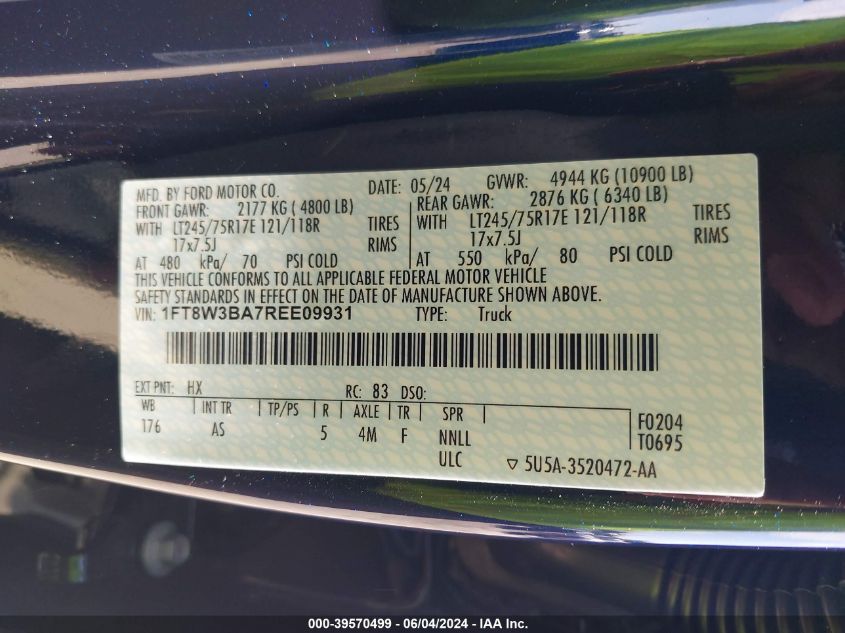 MFD. BY FORD MOTOR CO. DATE: 05/24 GVWR: 4944 KG (10900 LB)
FRONT GAWR: 2177 KG ( 4800 LB) REAR GAWR: 2876 KG ( 6340 LB)
WITH LT245/75R17E 121/118R TIRES WITH LT245/75R17E 121/118R TIRES
17x7.5J RIMS 17x7.5J RIMS
AT 480 kPa/ 70 PSI COLD AT 550 kPa/ 80 PSI COLD
THIS VEHICLE CONFORMS TO ALL APPLICABLE FEDERAL MOTOR VEHICLE
SAFETY STANDARDS IN EFFECT ON THE DATE OF MANUFACTURE SHOWN ABOVE.
VIN: 1FT8W3BA7REE09931 TYPE: Truck
EXT PNT: HX RC: 83 DSO:
WB INT TR TP/PS R AXLE TR SPR F0204
176 AS 5 4M F NNLL T0695
ULC ▽ 5U5A-3520472-AA
000-39570499 - 06/04/2024 - IAA Inc.